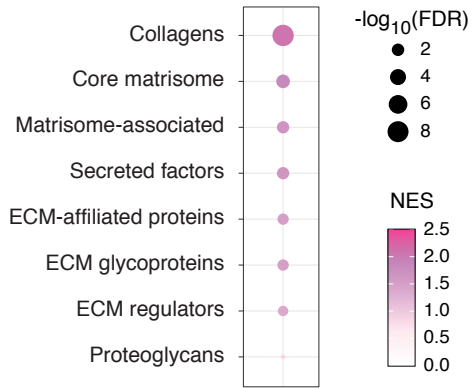 Collagens
Core matrisome
Matrisome-associated
Secreted factors
ECM-affiliated proteins
ECM glycoproteins
ECM regulators
Proteoglycans
-log10(FDR)
2
4
6
8
NES
2.5
2.0
1.5
1.0
0.5
0.0